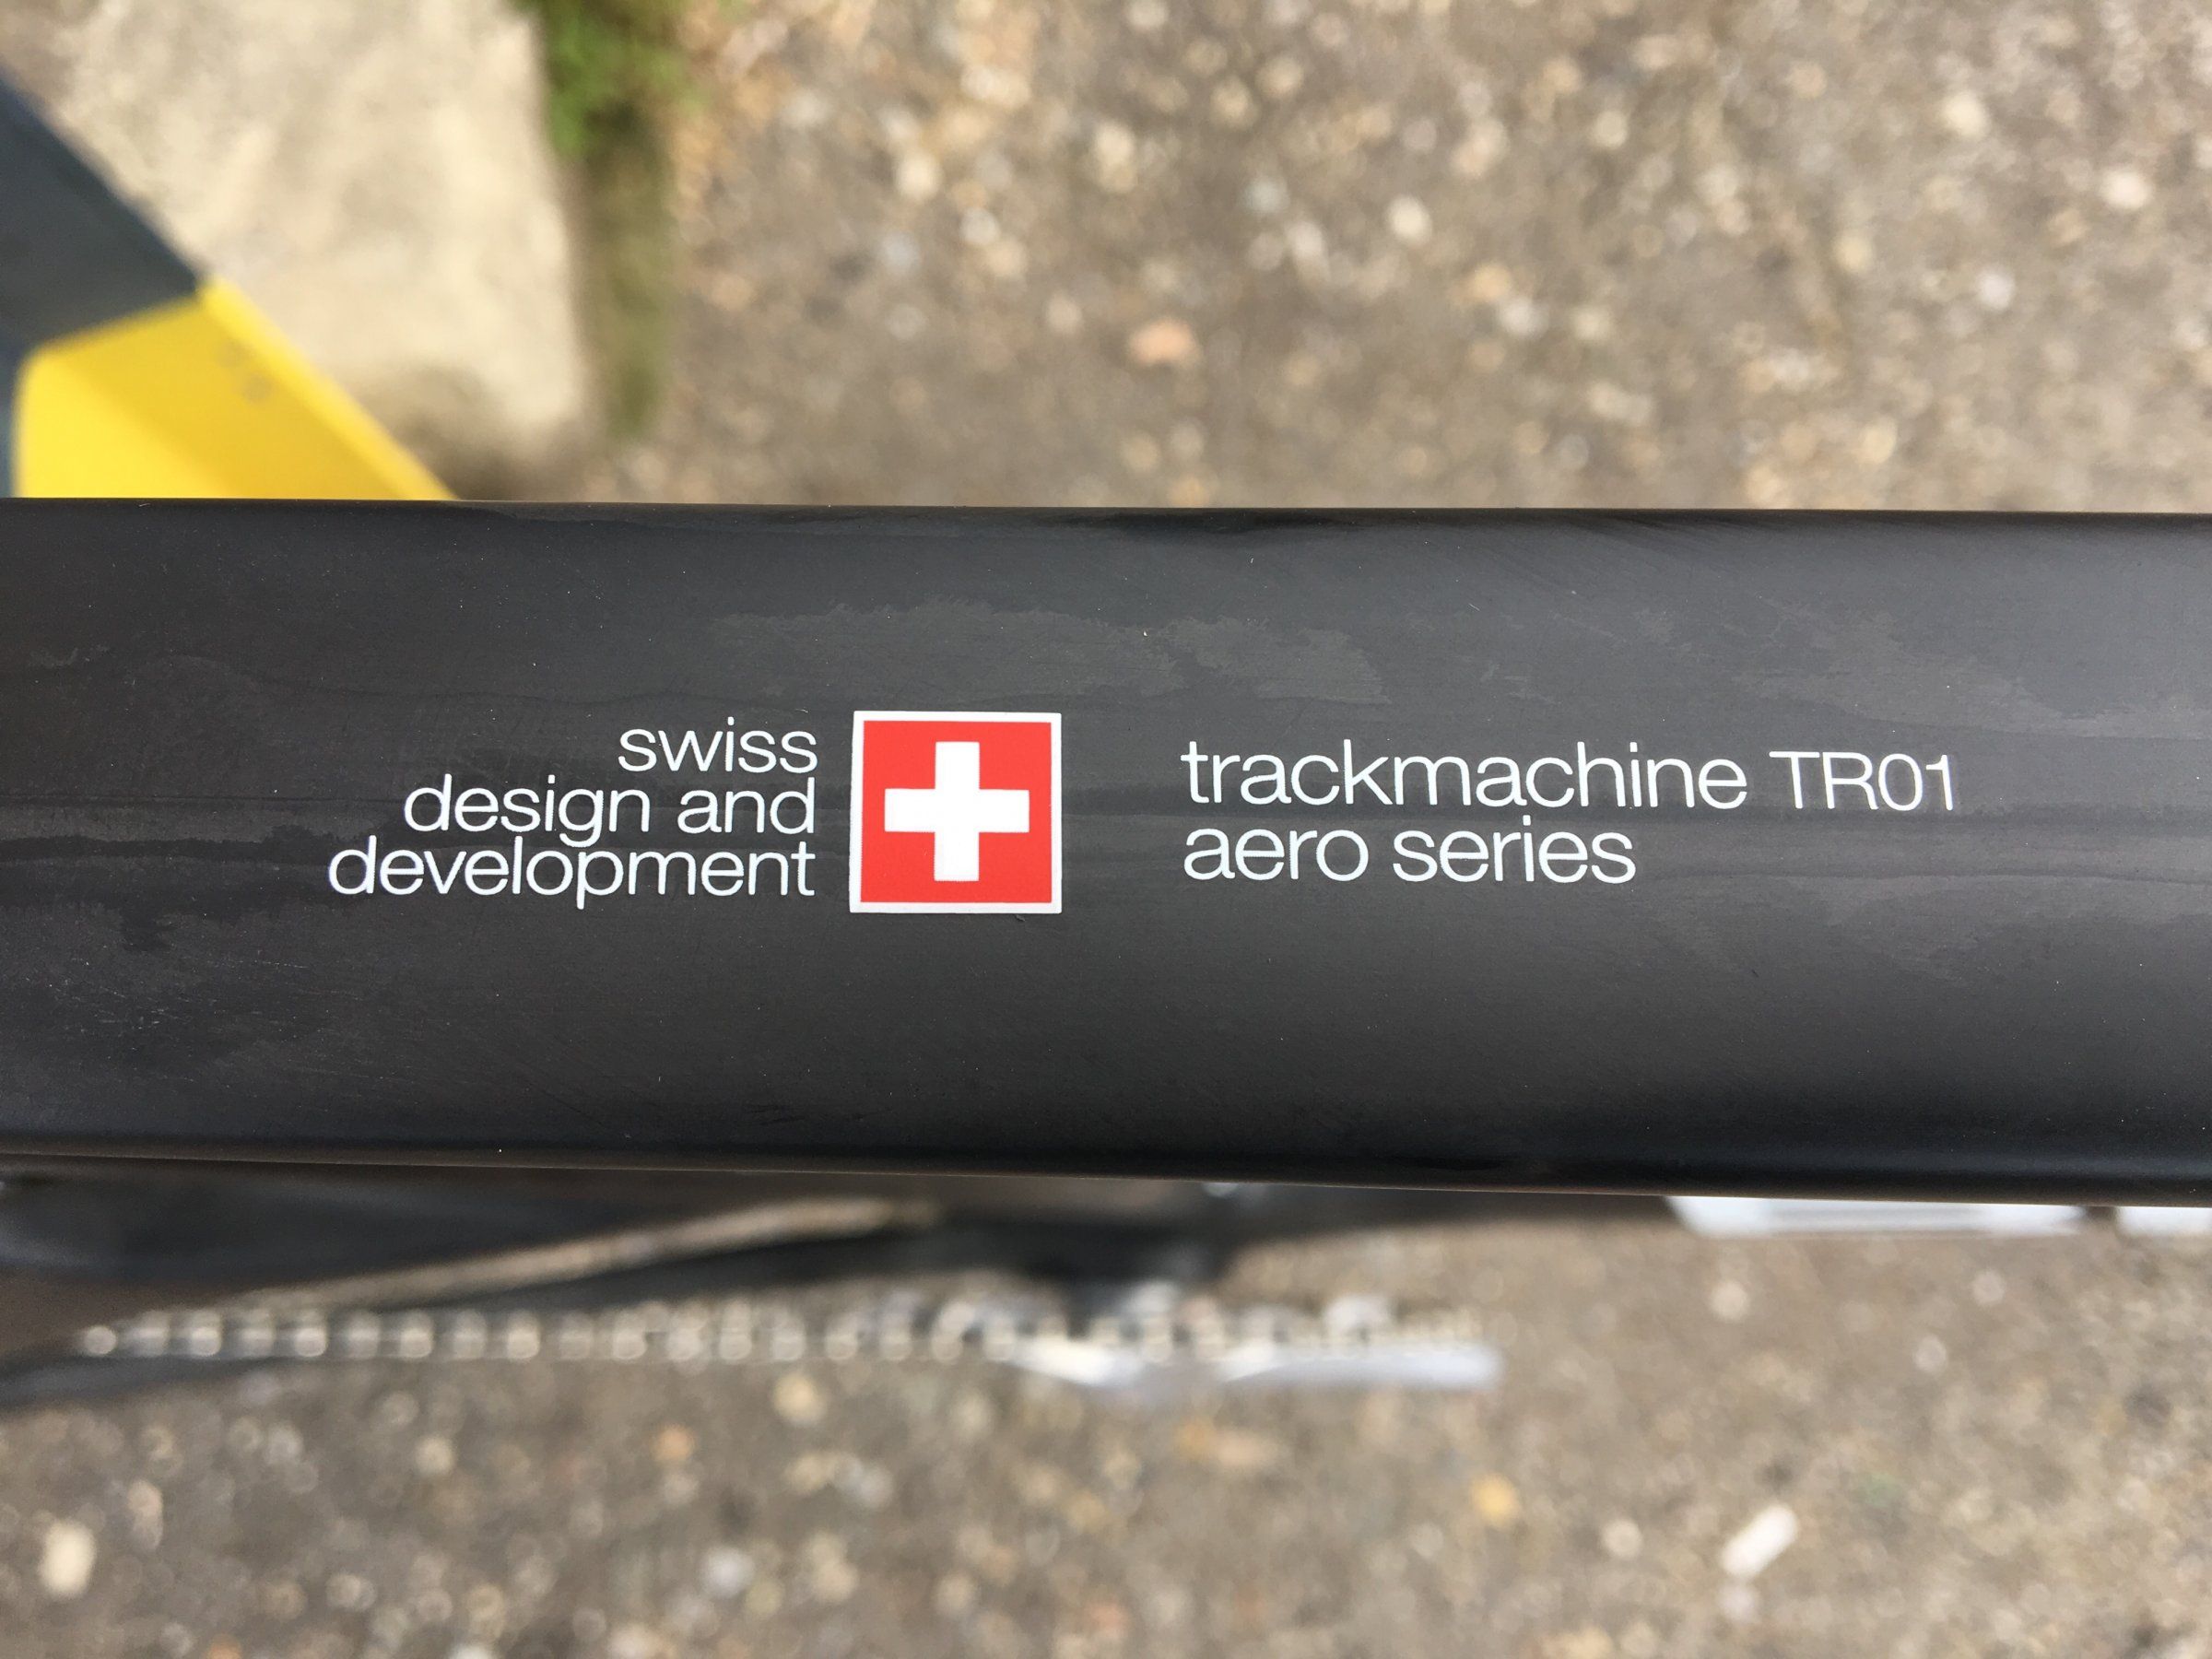 swiss
design and
development
trackmachine TR01
aero series